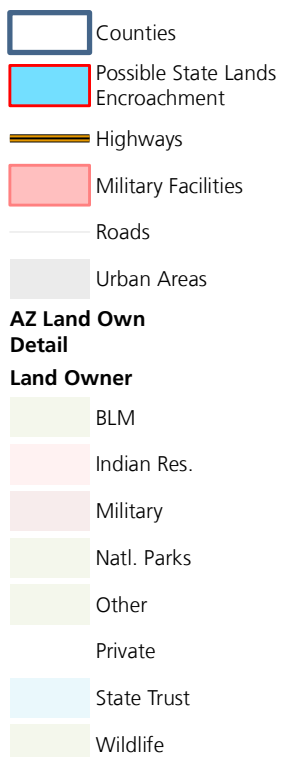 Counties
Possible State Lands
Encroachment
Highways
Military Facilities
Roads
Urban Areas
AZ Land Own
Detail
Land Owner
BLM
Indian Res.
Military
Natl. Parks
Other
Private
State Trust
Wildlife